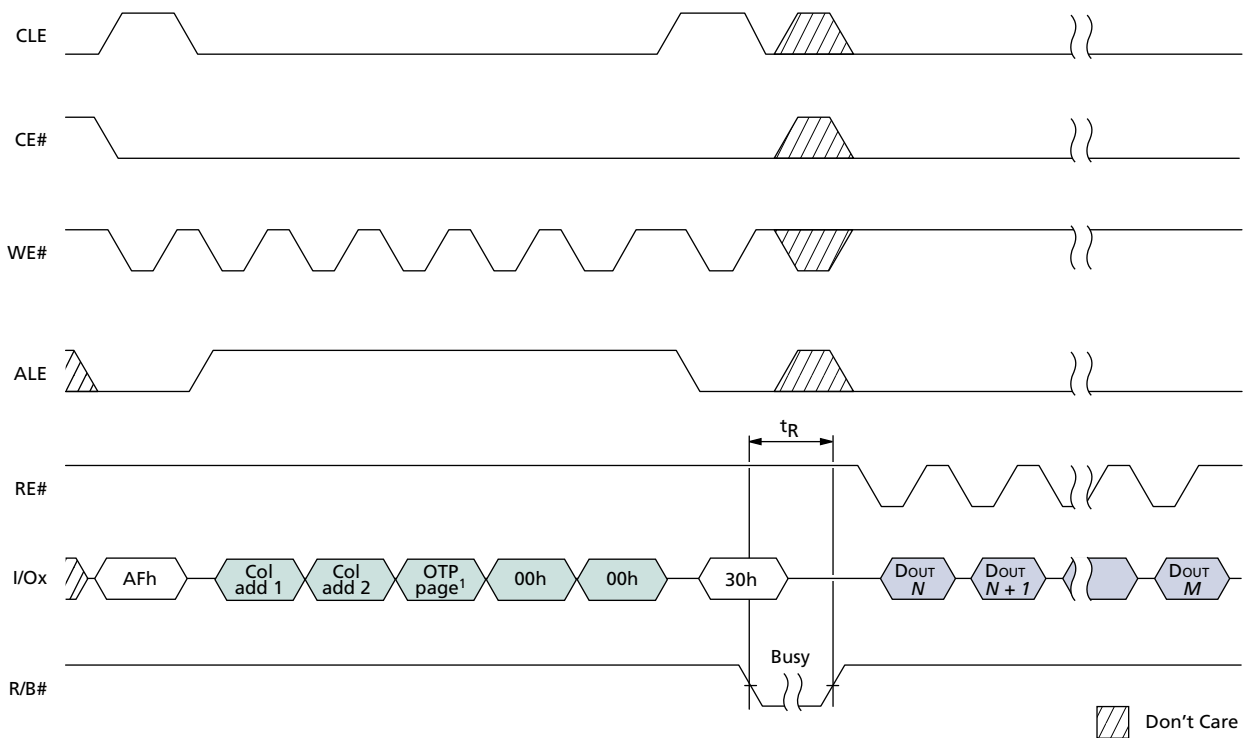 CLE
CE#
WE#
ALE
tR
RE#
I/Ox
AFh
Col
add 1
Col
add 2
OTP
page¹
00h
00h
30h
DOUT
N
DOUT
N + 1
DOUT
M
Busy
R/B#
Don't Care